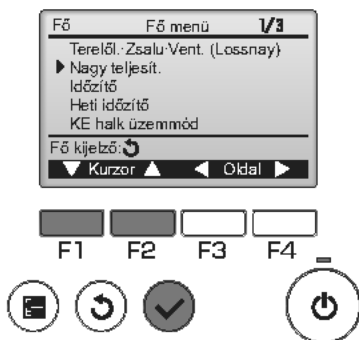 Fő Fő menü 1/3
Terelől.·Zsalu·Vent. (Lossnay)
Nagy teljesít.
Időzítő
Heti időzítő
KE halk üzemmód
Fő kijelző:
Kurzor Oldal
F1 F2 F3 F4